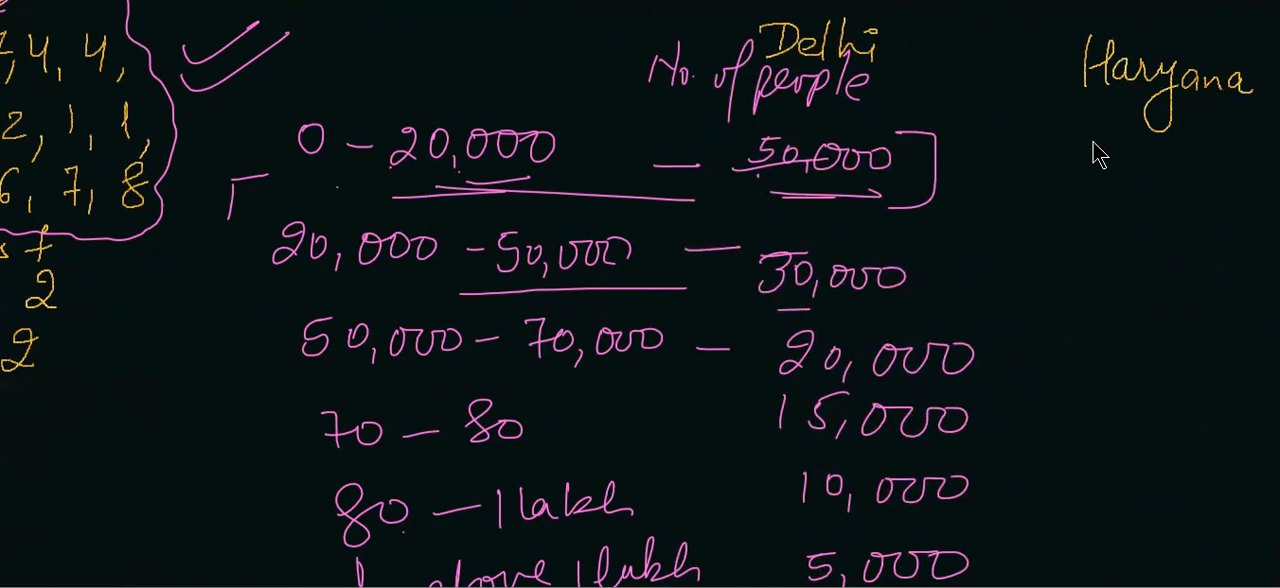 7, 4, 4,
2, 1, 1,
6, 7, 8
2
2
Delhi
No. of people
Haryana
0 - 20,000 - 50,000
20,000 - 50,000 - 30,000
50,000 - 70,000 - 20,000
70 - 80 15,000
80 - 1 lakh 10,000
above 1 lakh 5,000